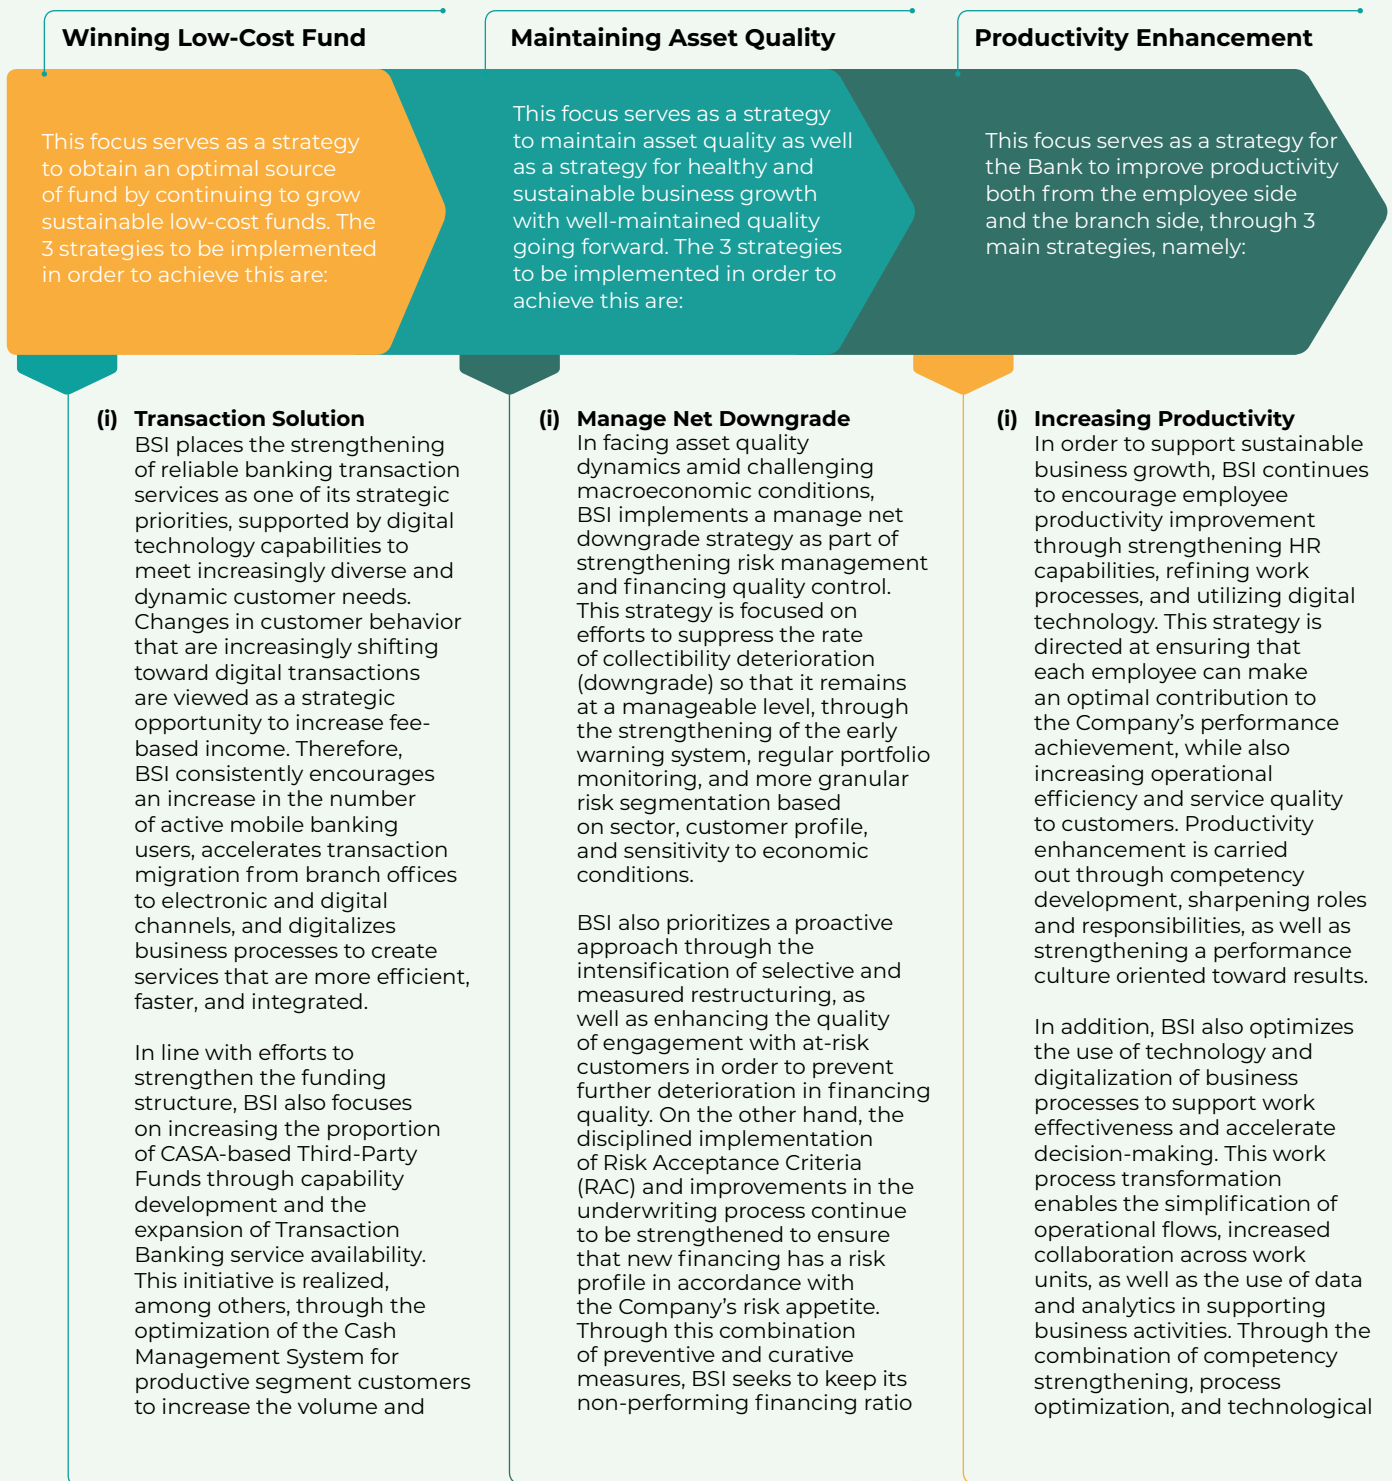 Winning Low-Cost Fund
This focus serves as a strategy
to obtain an optimal source
of fund by continuing to grow
sustainable low-cost funds. The
3 strategies to be implemented
in order to achieve this are:
(i) Transaction Solution
BSI places the strengthening
of reliable banking transaction
services as one of its strategic
priorities, supported by digital
technology capabilities to
meet increasingly diverse and
dynamic customer needs.
Changes in customer behavior
that are increasingly shifting
toward digital transactions
are viewed as a strategic
opportunity to increase fee-
based income. Therefore,
BSI consistently encourages
an increase in the number
of active mobile banking
users, accelerates transaction
migration from branch offices
to electronic and digital
channels, and digitalizes
business processes to create
services that are more efficient,
faster, and integrated.
In line with efforts to
strengthen the funding
structure, BSI also focuses
on increasing the proportion
of CASA-based Third-Party
Funds through capability
development and the
expansion of Transaction
Banking service availability.
This initiative is realized,
among others, through the
optimization of the Cash
Management System for
productive segment customers
to increase the volume and
Maintaining Asset Quality
This focus serves as a strategy
to maintain asset quality as well
as a strategy for healthy and
sustainable business growth
with well-maintained quality
going forward. The 3 strategies
to be implemented in order to
achieve this are:
(i) Manage Net Downgrade
In facing asset quality
dynamics amid challenging
macroeconomic conditions,
BSI implements a manage net
downgrade strategy as part of
strengthening risk management
and financing quality control.
This strategy is focused on
efforts to suppress the rate
of collectibility deterioration
(downgrade) so that it remains
at a manageable level, through
the strengthening of the early
warning system, regular portfolio
monitoring, and more granular
risk segmentation based
on sector, customer profile,
and sensitivity to economic
conditions.
BSI also prioritizes a proactive
approach through the
intensification of selective and
measured restructuring, as
well as enhancing the quality
of engagement with at-risk
customers in order to prevent
further deterioration in financing
quality. On the other hand, the
disciplined implementation
of Risk Acceptance Criteria
(RAC) and improvements in the
underwriting process continue
to be strengthened to ensure
that new financing has a risk
profile in accordance with
the Company's risk appetite.
Through this combination
of preventive and curative
measures, BSI seeks to keep its
non-performing financing ratio
Productivity Enhancement
This focus serves as a strategy for
the Bank to improve productivity
both from the employee side
and the branch side, through 3
main strategies, namely:
(i) Increasing Productivity
In order to support sustainable
business growth, BSI continues
to encourage employee
productivity improvement
through strengthening HR
capabilities, refining work
processes, and utilizing digital
technology. This strategy is
directed at ensuring that
each employee can make
an optimal contribution to
the Company's performance
achievement, while also
increasing operational
efficiency and service quality
to customers. Productivity
enhancement is carried
out through competency
development, sharpening roles
and responsibilities, as well as
strengthening a performance
culture oriented toward results.
In addition, BSI also optimizes
the use of technology and
digitalization of business
processes to support work
effectiveness and accelerate
decision-making. This work
process transformation
enables the simplification of
operational flows, increased
collaboration across work
units, as well as the use of data
and analytics in supporting
business activities. Through the
combination of competency
strengthening, process
optimization, and technological